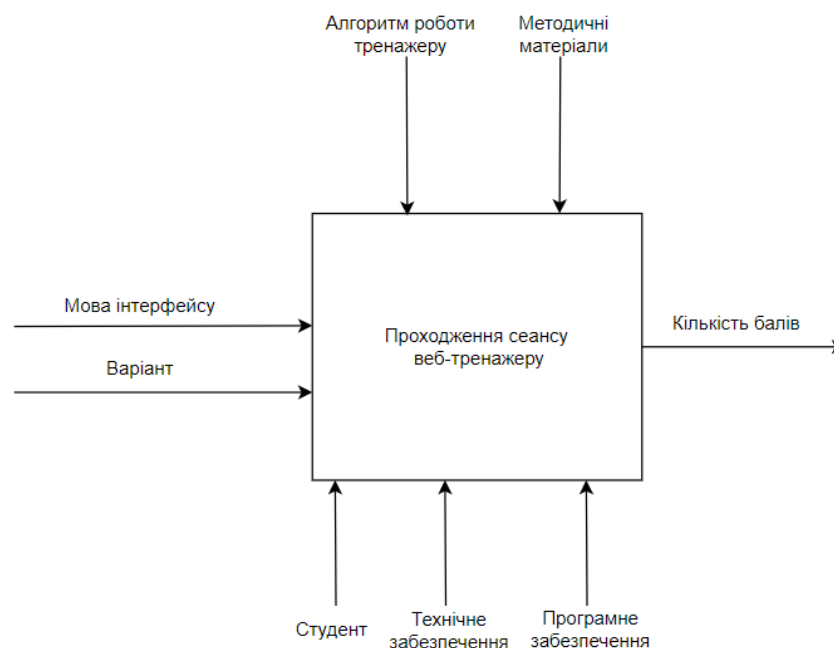 Алгоритм роботи
тренажеру
Методичні
матеріали
Мова інтерфейсу
Варіант
Проходження сеансу
веб-тренажеру
Кількість балів
Студент
Технічне
забезпечення
Програмне
забезпечення